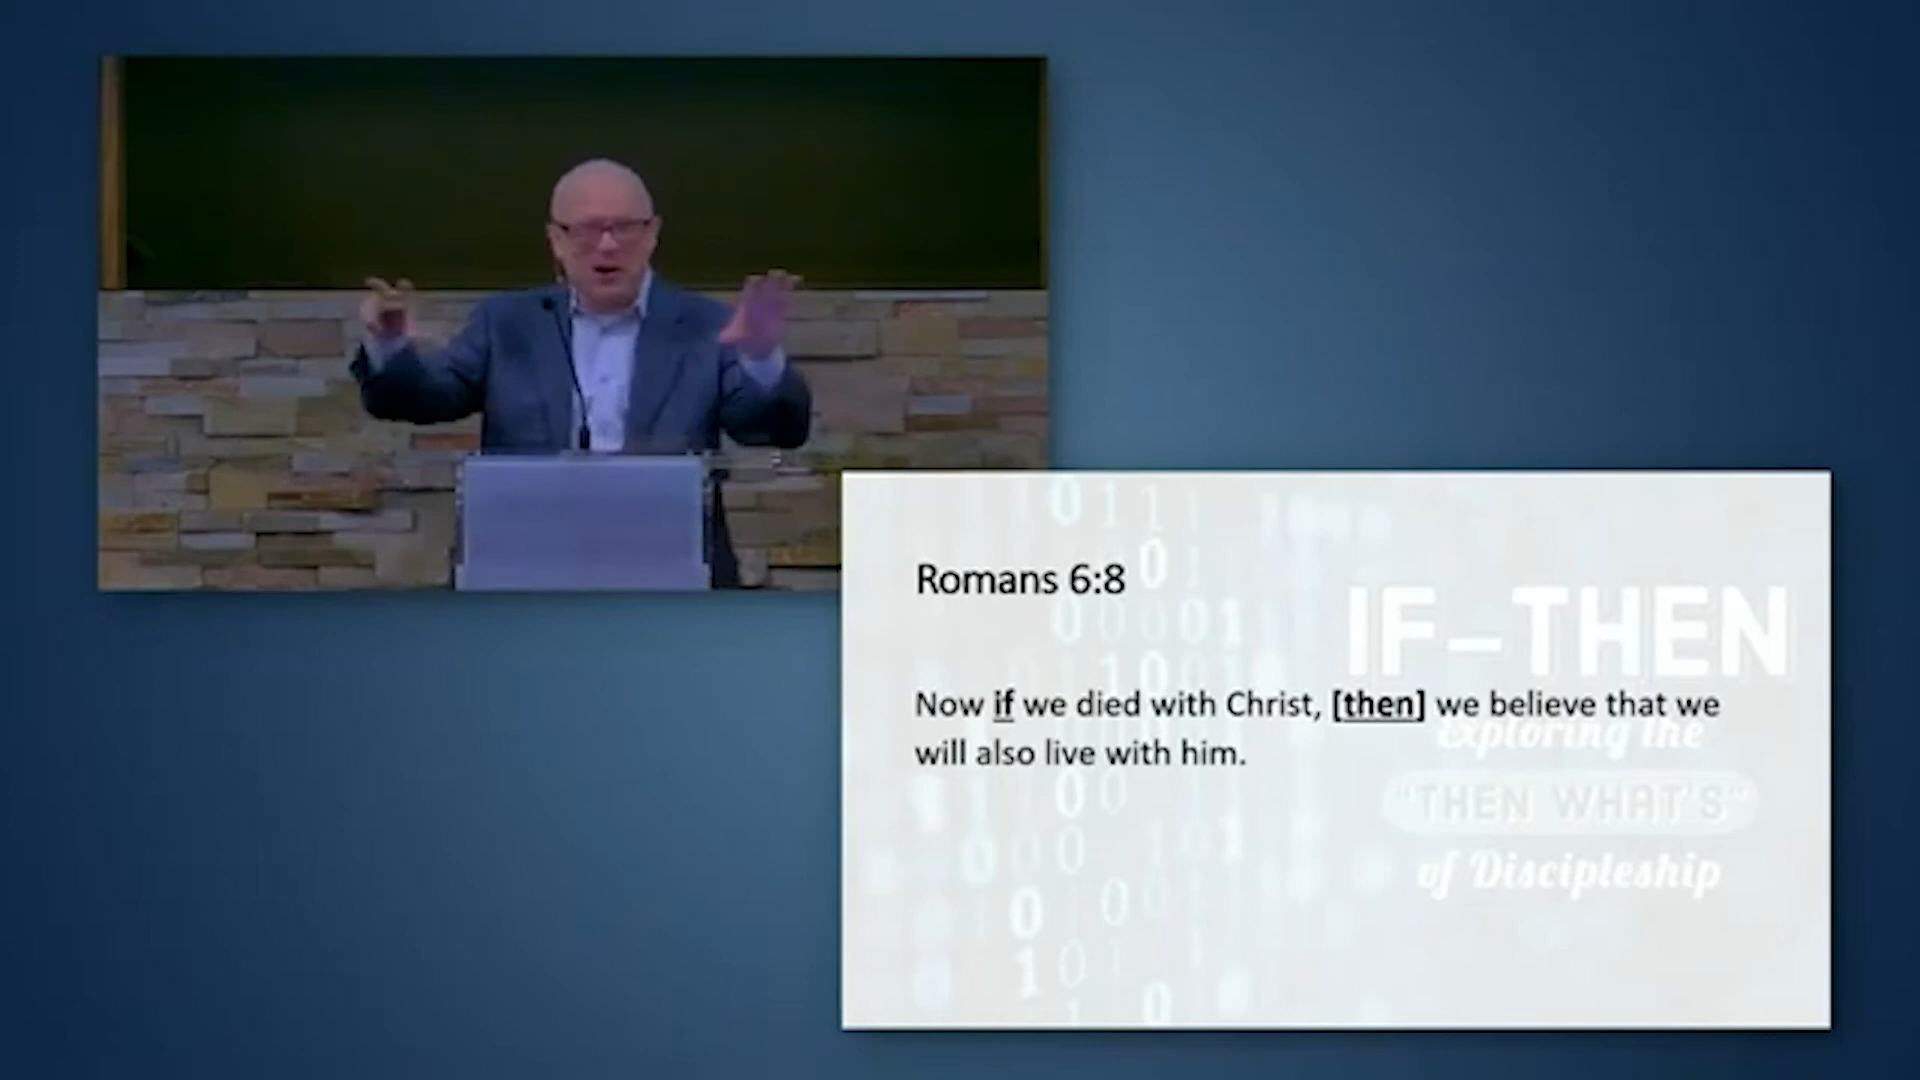 Romans 6:8
IF–THEN
Now if we died with Christ, [then] we believe that we
will also live with him.
Exploring the
"THEN WHAT'S"
of Discipleship